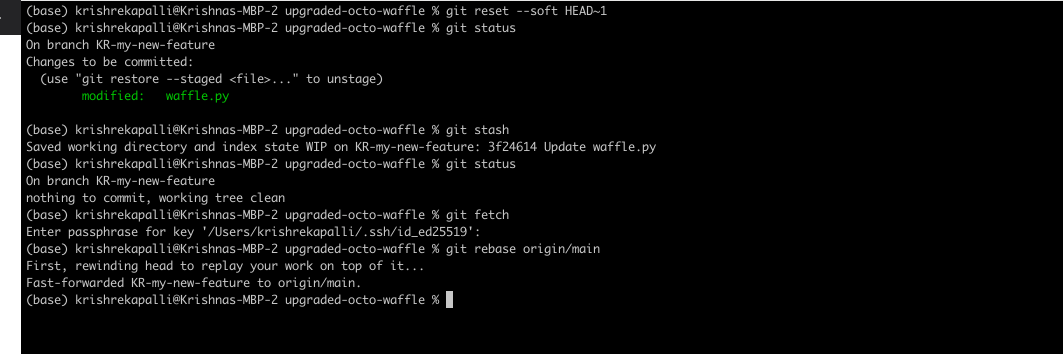 (base) krishrekapalli@Krishnas-MBP-2 upgraded-octo-waffle % git reset --soft HEAD~1
(base) krishrekapalli@Krishnas-MBP-2 upgraded-octo-waffle % git status
On branch KR-my-new-feature
Changes to be committed:
  (use "git restore --staged <file>..." to unstage)
        modified:   waffle.py

(base) krishrekapalli@Krishnas-MBP-2 upgraded-octo-waffle % git stash
Saved working directory and index state WIP on KR-my-new-feature: 3f24614 Update waffle.py
(base) krishrekapalli@Krishnas-MBP-2 upgraded-octo-waffle % git status
On branch KR-my-new-feature
nothing to commit, working tree clean
(base) krishrekapalli@Krishnas-MBP-2 upgraded-octo-waffle % git fetch
Enter passphrase for key '/Users/krishrekapalli/.ssh/id_ed25519':
(base) krishrekapalli@Krishnas-MBP-2 upgraded-octo-waffle % git rebase origin/main
First, rewinding head to replay your work on top of it...
Fast-forwarded KR-my-new-feature to origin/main.
(base) krishrekapalli@Krishnas-MBP-2 upgraded-octo-waffle %